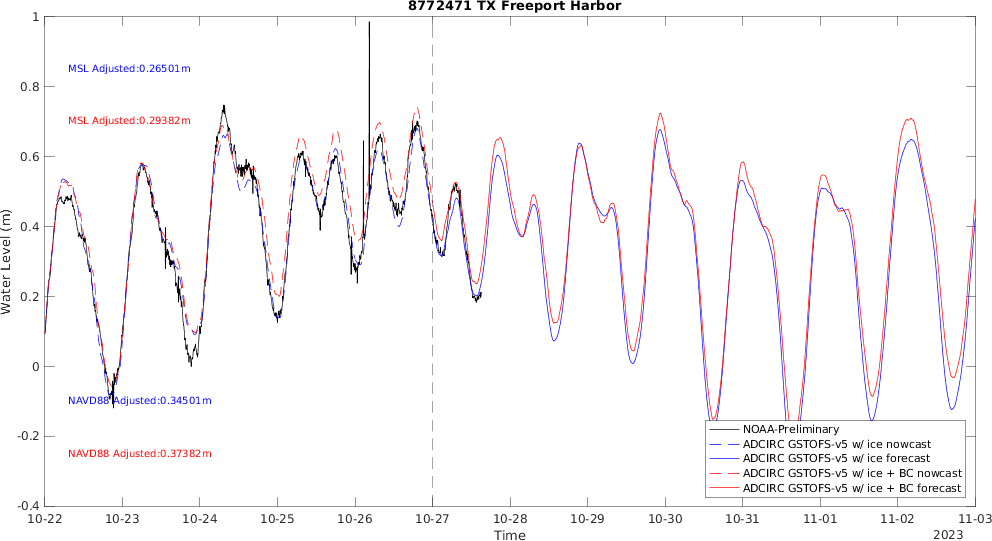 8772471 TX Freeport Harbor
1
0.8
0.6
0.4
0.2
0
-0.2
-0.4
Water Level (m)
MSL Adjusted:0.26501m
MSL Adjusted:0.29382m
NAVD88 Adjusted:0.34501m
NAVD88 Adjusted:0.37382m
NOAA-Preliminary
ADCIRC GSTOFS-v5 w/ ice nowcast
ADCIRC GSTOFS-v5 w/ ice forecast
ADCIRC GSTOFS-v5 w/ ice + BC nowcast
ADCIRC GSTOFS-v5 w/ ice + BC forecast
10-22 10-23 10-24 10-25 10-26 10-27 10-28 10-29 10-30 10-31 11-01 11-02 11-03
Time
2023